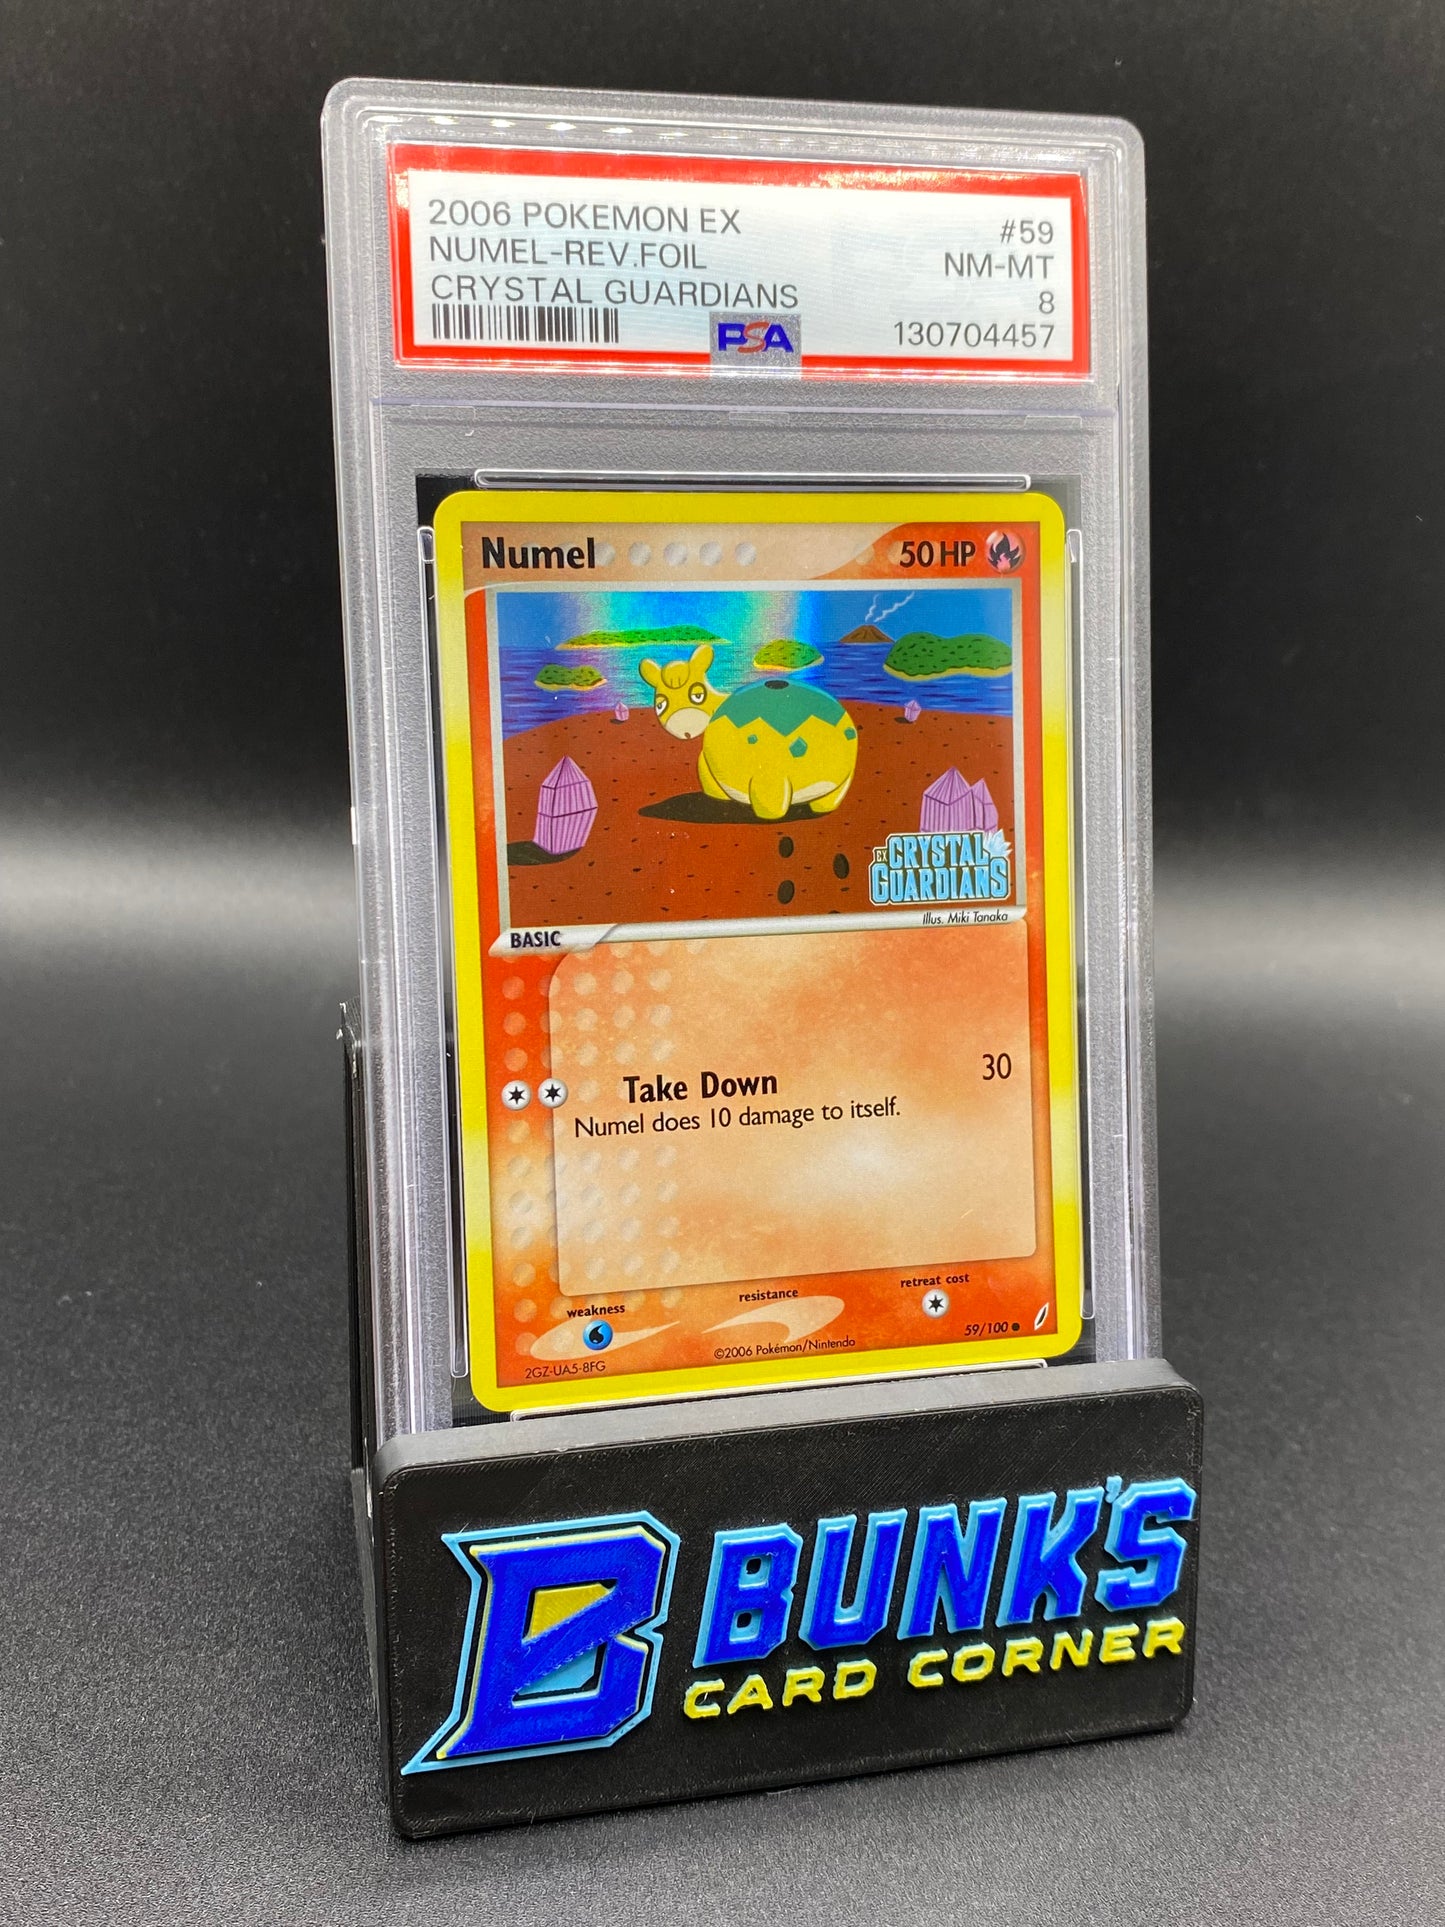 2006 POKEMON EX #59
NUMEL-REV.FOIL NM-MT
CRYSTAL GUARDIANS 8
PSA 130704457
Numel 50 HP
EX CRYSTAL
GUARDIANS
Illus. Miki Tanaka
BASIC
Take Down 30
Numel does 10 damage to itself.
weakness resistance retreat cost
59/100 ●
2GZ-UA5-8FG ©2006 Pokémon/Nintendo
B BUNK'S
CARD CORNER